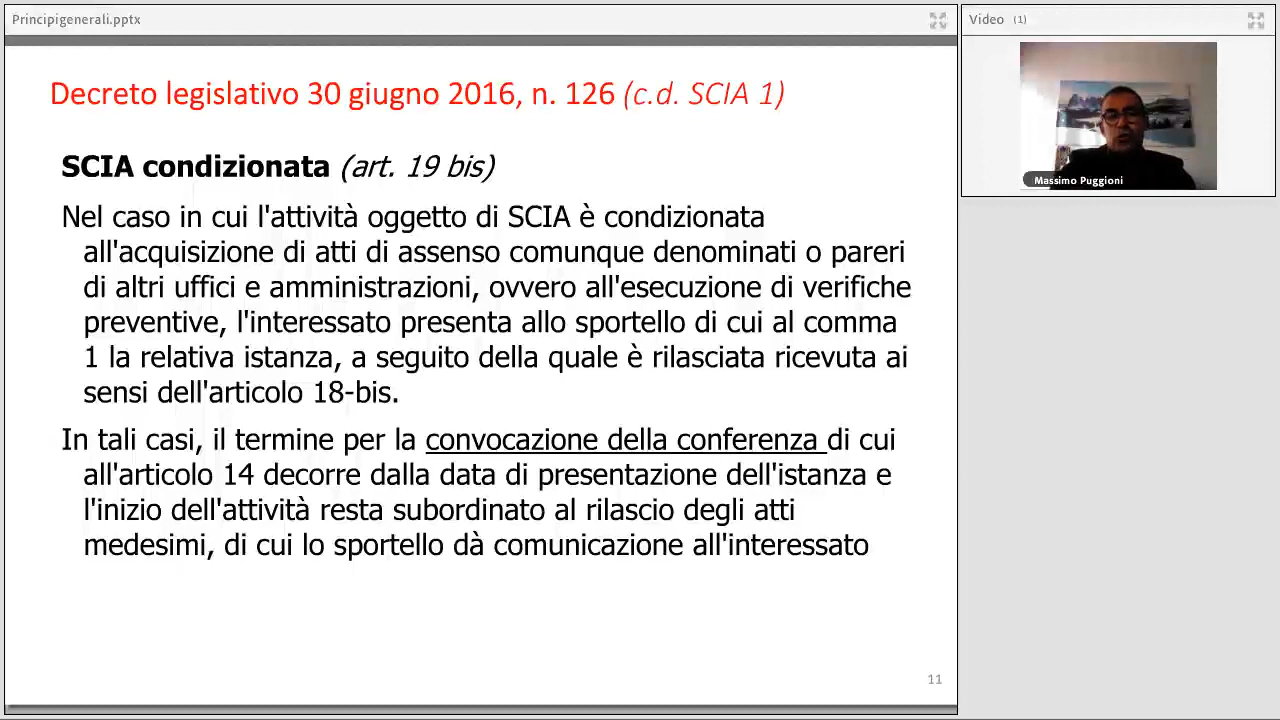 Principigenerali.pptx
Video (1)
Decreto legislativo 30 giugno 2016, n. 126 (c.d. SCIA 1)
Massimo Puggioni
SCIA condizionata (art. 19 bis)
Nel caso in cui l'attività oggetto di SCIA è condizionata
all'acquisizione di atti di assenso comunque denominati o pareri
di altri uffici e amministrazioni, ovvero all'esecuzione di verifiche
preventive, l'interessato presenta allo sportello di cui al comma
1 la relativa istanza, a seguito della quale è rilasciata ricevuta ai
sensi dell'articolo 18-bis.
In tali casi, il termine per la convocazione della conferenza di cui
all'articolo 14 decorre dalla data di presentazione dell'istanza e
l'inizio dell'attività resta subordinato al rilascio degli atti
medesimi, di cui lo sportello dà comunicazione all'interessato
11